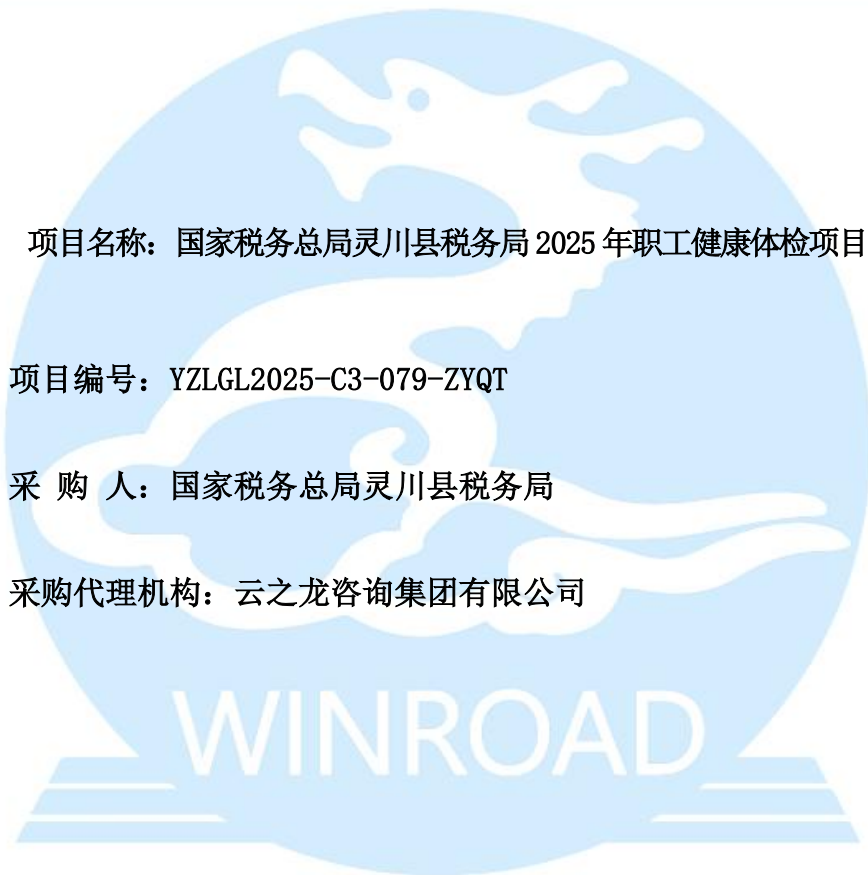 项目名称：国家税务总局灵川县税务局2025年职工健康体检项目
项目编号：YZLGL2025-C3-079-ZYQT
采 购 人：国家税务总局灵川县税务局
采购代理机构：云之龙咨询集团有限公司
WINROAD